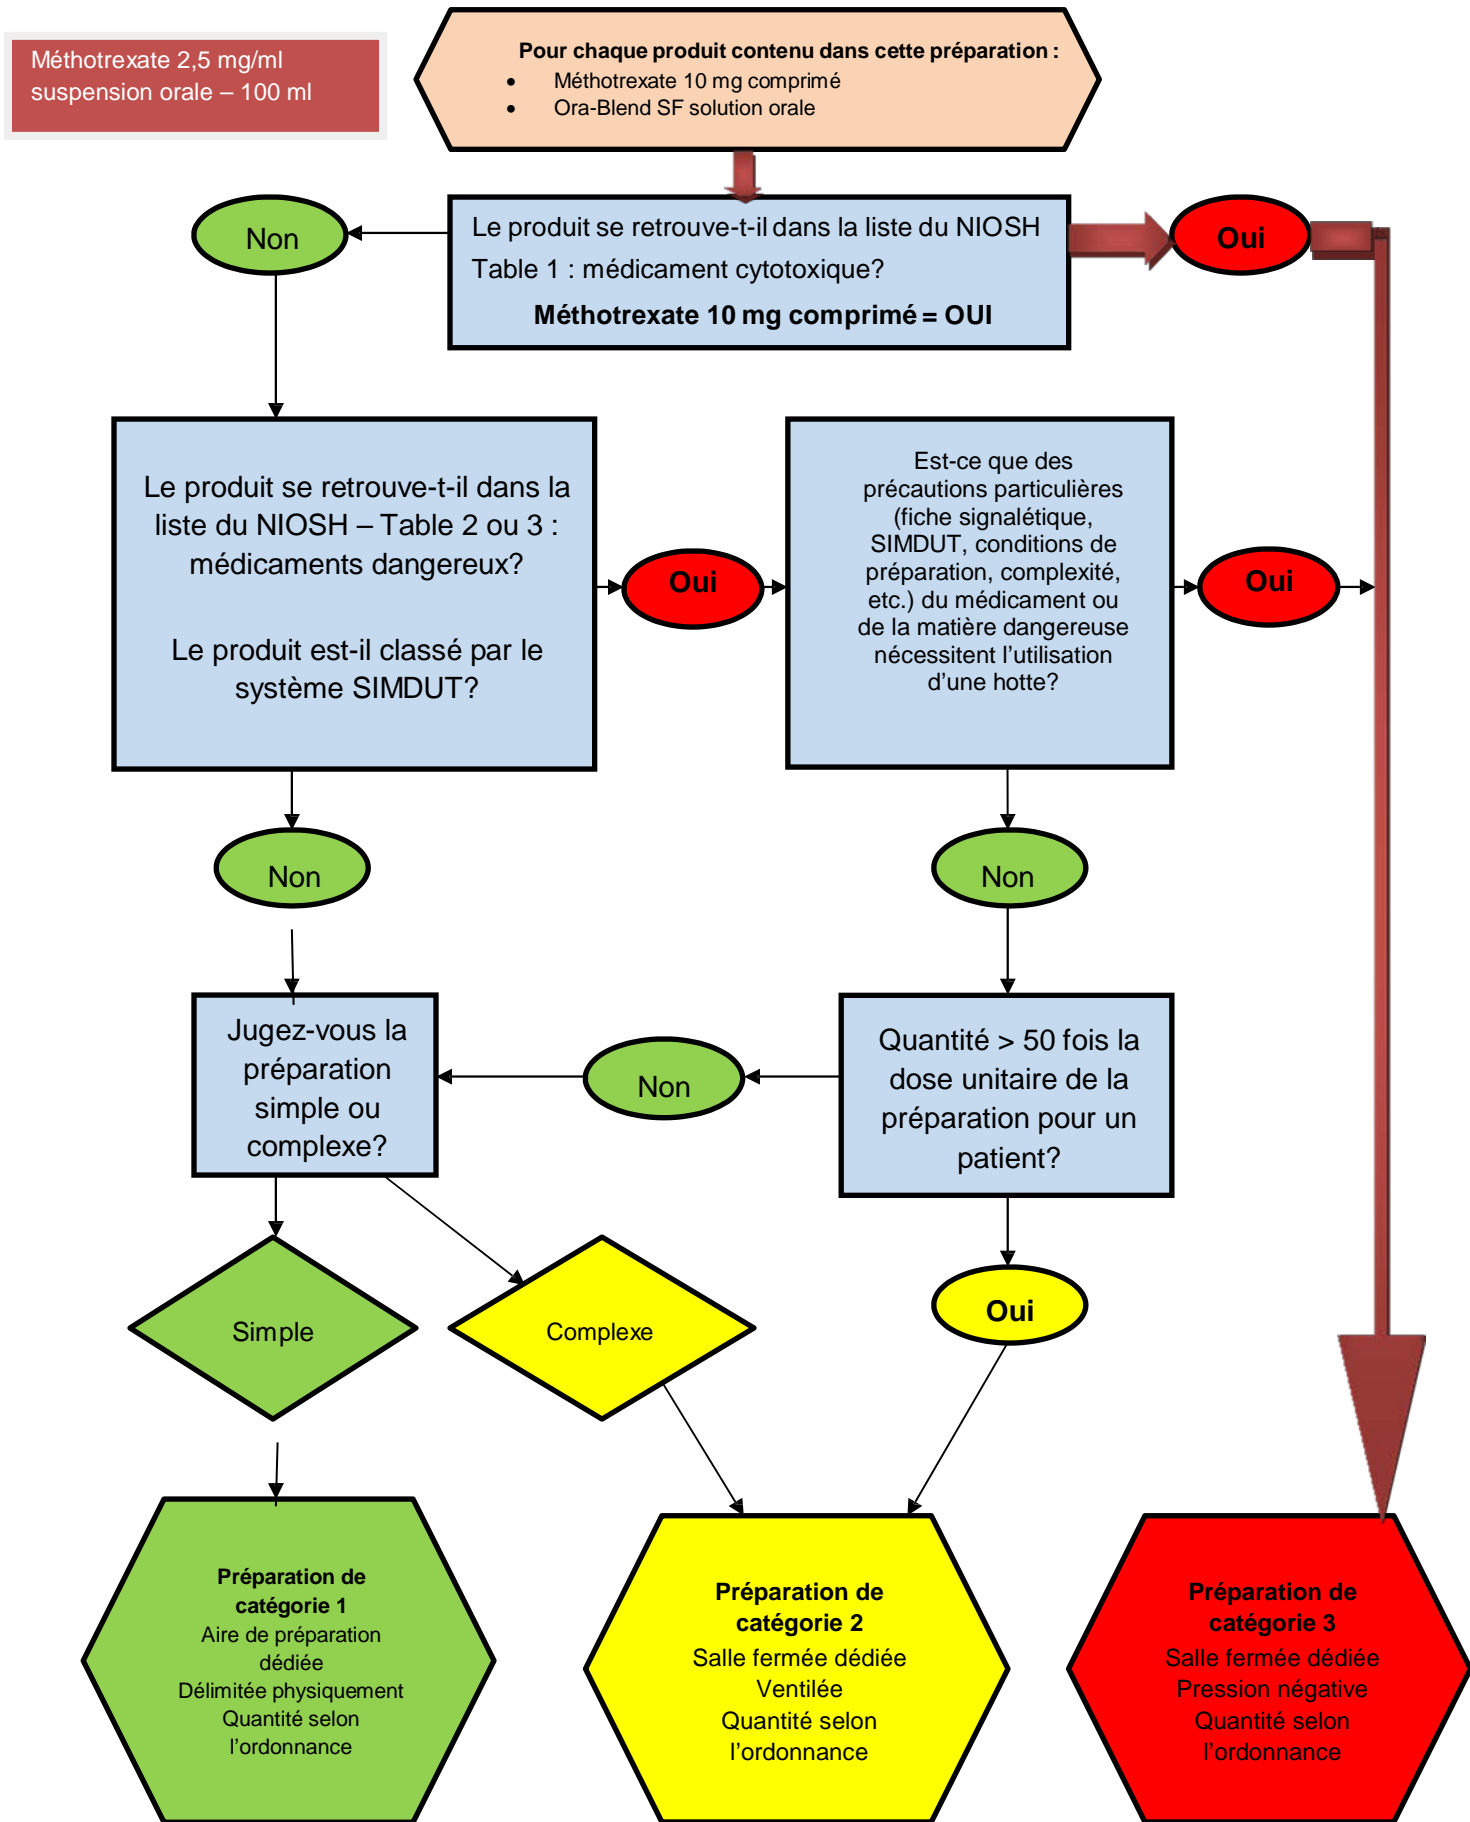 Méthotrexate 2,5 mg/ml
suspension orale – 100 ml
Pour chaque produit contenu dans cette préparation :
• Méthotrexate 10 mg comprimé
• Ora-Blend SF solution orale
Non
Le produit se retrouve-t-il dans la liste du NIOSH
Table 1 : médicament cytotoxique?
Méthotrexate 10 mg comprimé = OUI
Oui
Le produit se retrouve-t-il dans la
liste du NIOSH – Table 2 ou 3 :
médicaments dangereux?
Le produit est-il classé par le
système SIMDUT?
Oui
Est-ce que des
précautions particulières
(fiche signalétique,
SIMDUT, conditions de
préparation, complexité,
etc.) du médicament ou
de la matière dangereuse
nécessitent l’utilisation
d’une hotte?
Oui
Non
Non
Jugez-vous la
préparation
simple ou
complexe?
Non
Quantité > 50 fois la
dose unitaire de la
préparation pour un
patient?
Simple
Complexe
Oui
Préparation de
catégorie 1
Aire de préparation
dédiée
Délimitée physiquement
Quantité selon
l’ordonnance
Préparation de
catégorie 2
Salle fermée dédiée
Ventilée
Quantité selon
l’ordonnance
Préparation de
catégorie 3
Salle fermée dédiée
Pression négative
Quantité selon
l’ordonnance